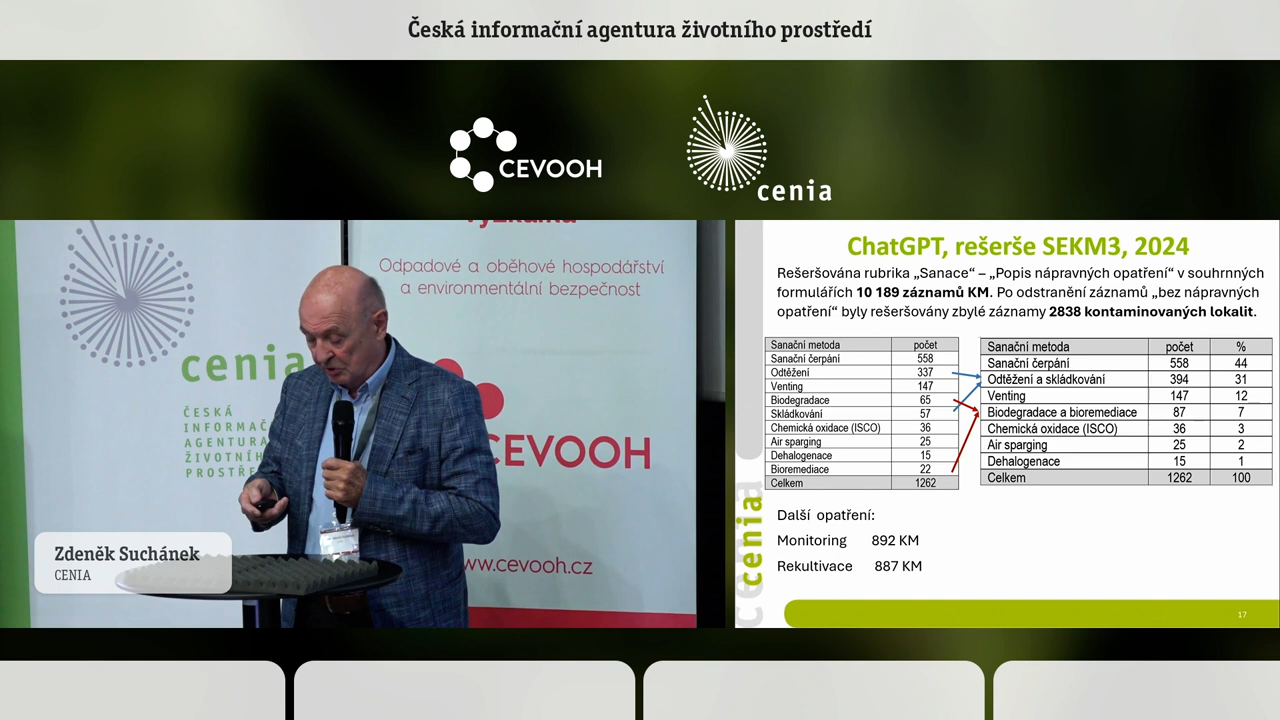 Česká informační agentura životního prostředí
CEVOOH
cenia
Odpadové a oběhové hospodářství
a environmentální bezpečnost
cenia
ČESKÁ
INFORMAČ
AGENTURA
ŽIVOTNÍH
PROSTŘE
CEVOOH
www.cevooh.cz
Zdeněk Suchánek
CENIA
ChatGPT, rešerše SEKM3, 2024
Rešeršována rubrika „Sanace“ – „Popis nápravných opatření“ v souhrnných
formulářích 10 189 záznamů KM. Po odstranění záznamů „bez nápravných
opatření“ byly rešeršovány zbylé záznamy 2838 kontaminovaných lokalit.
Sanační metoda počet
Sanační čerpání 558
Odtěžení 337
Venting 147
Biodegradace 65
Skládkování 57
Chemická oxidace (ISCO) 36
Air sparging 25
Dehalogenace 15
Bioremediace 22
Celkem 1262
Sanační metoda počet %
Sanační čerpání 558 44
Odtěžení a skládkování 394 31
Venting 147 12
Biodegradace a bioremediace 87 7
Chemická oxidace (ISCO) 36 3
Air sparging 25 2
Dehalogenace 15 1
Celkem 1262 100
Další opatření:
Monitoring 892 KM
Rekultivace 887 KM
cenia
17